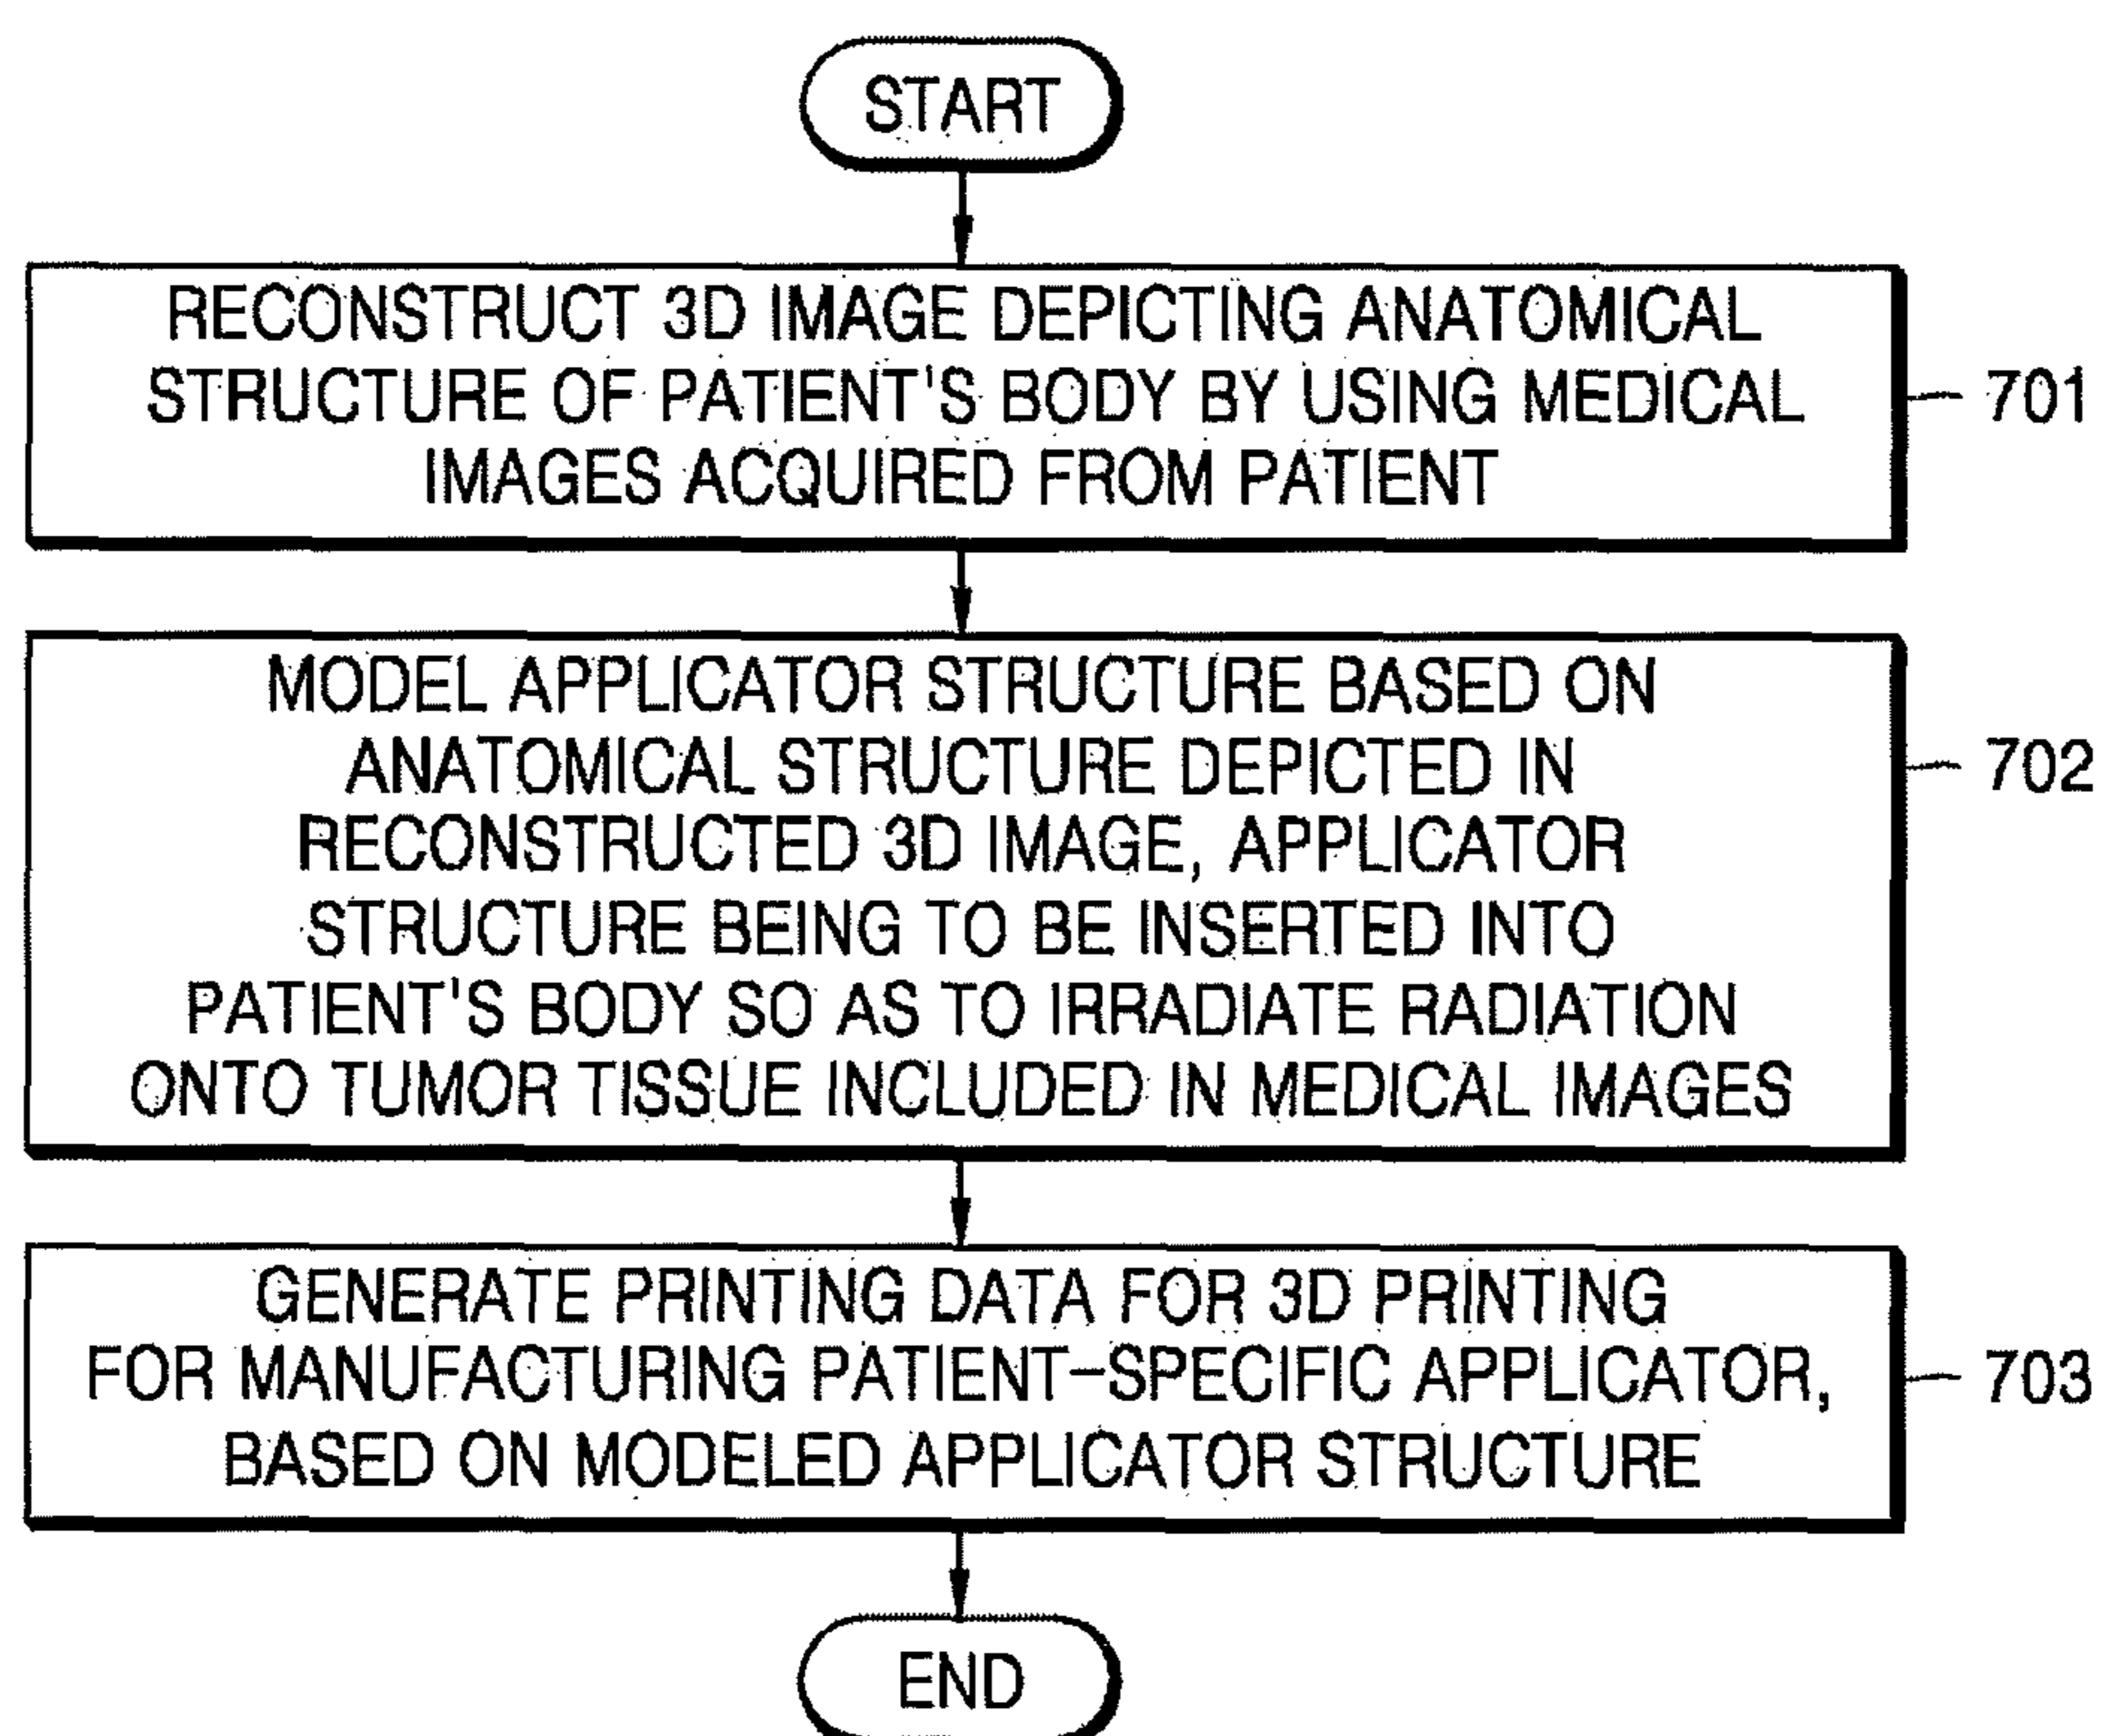 START
RECONSTRUCT 3D IMAGE DEPICTING ANATOMICAL
STRUCTURE OF PATIENT'S BODY BY USING MEDICAL
IMAGES ACQUIRED FROM PATIENT
701
MODEL APPLICATOR STRUCTURE BASED ON
ANATOMICAL STRUCTURE DEPICTED IN
RECONSTRUCTED 3D IMAGE, APPLICATOR
STRUCTURE BEING TO BE INSERTED INTO
PATIENT'S BODY SO AS TO IRRADIATE RADIATION
ONTO TUMOR TISSUE INCLUDED IN MEDICAL IMAGES
702
GENERATE PRINTING DATA FOR 3D PRINTING
FOR MANUFACTURING PATIENT-SPECIFIC APPLICATOR,
BASED ON MODELED APPLICATOR STRUCTURE
703
END